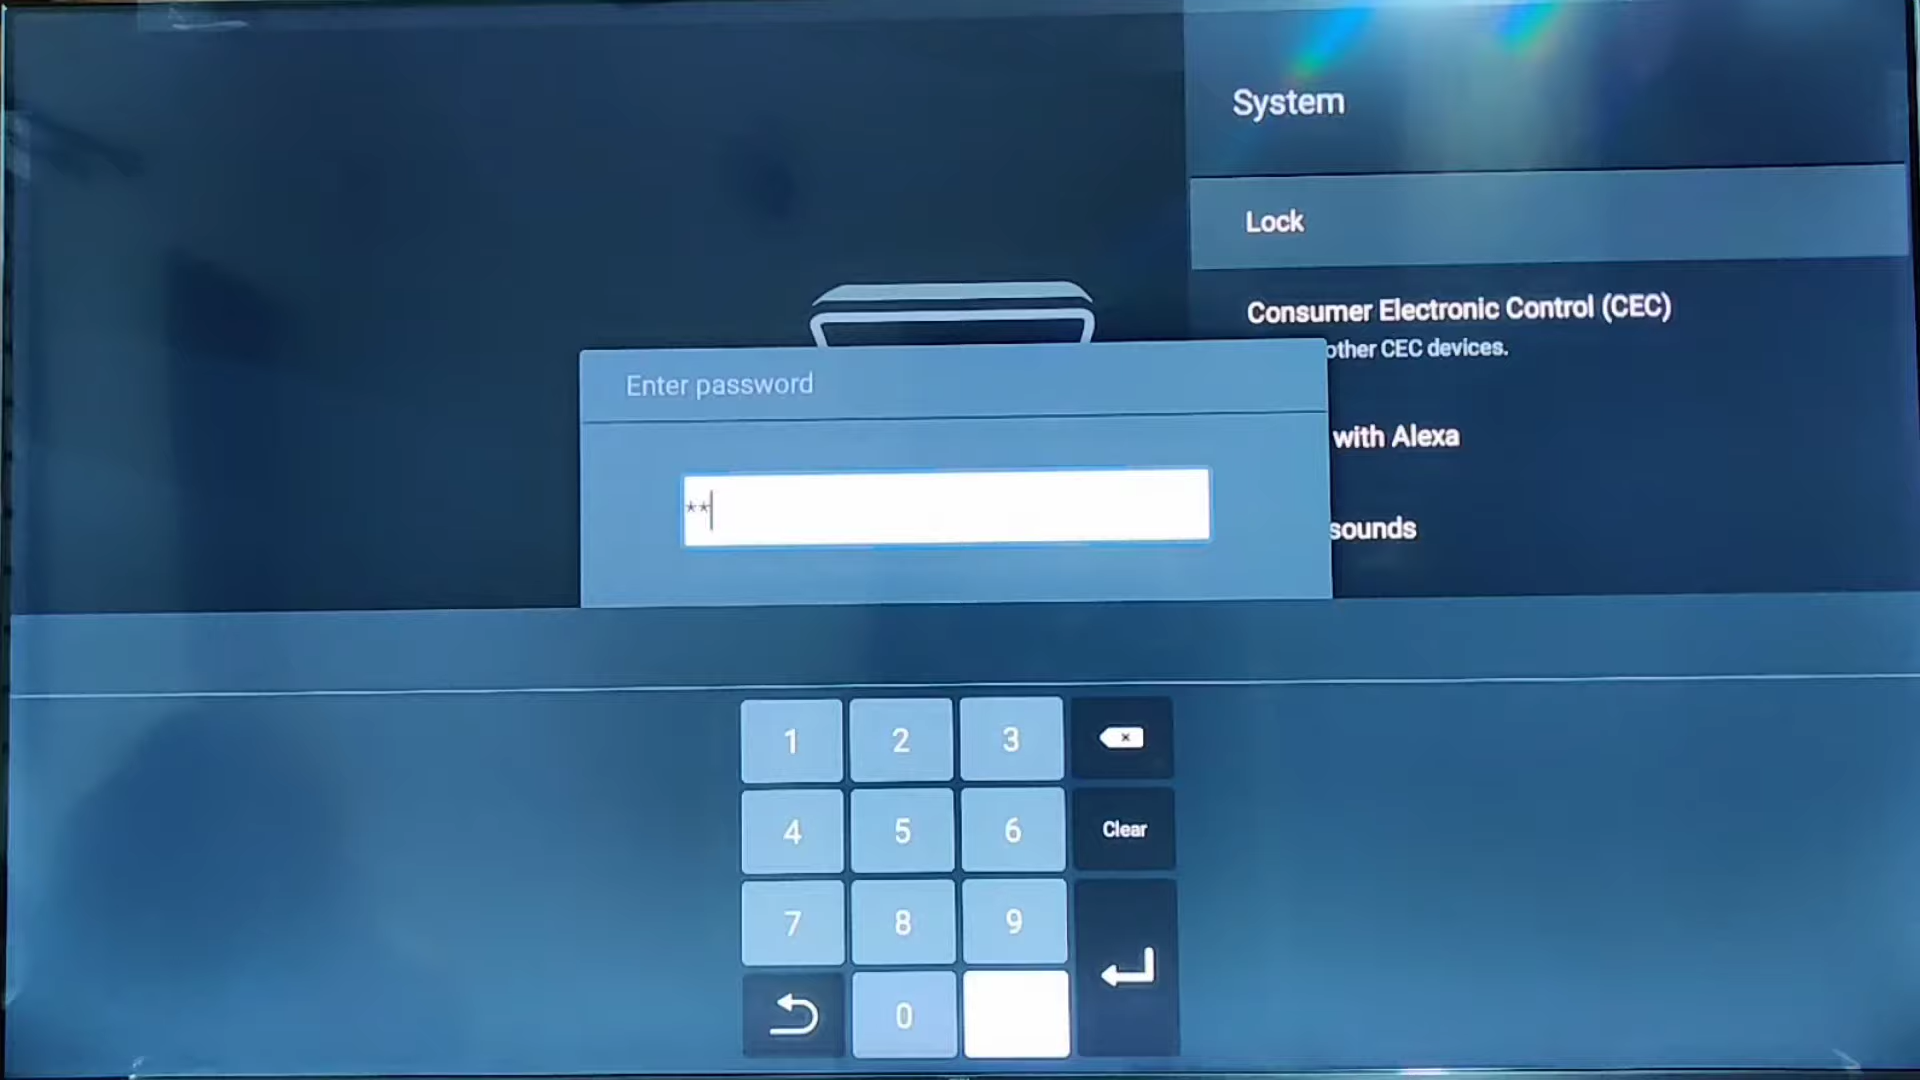 System
Lock
Consumer Electronic Control (CEC)
other CEC devices.
Enter password
with Alexa
**
sounds
1 2 3
4 5 6 Clear
7 8 9
0